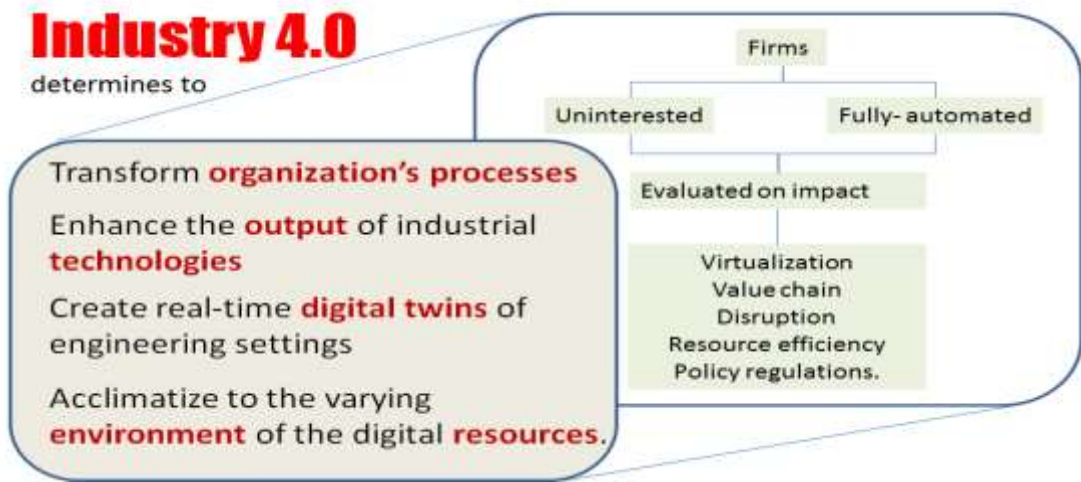 Industry 4.0
determines to
Transform organization's processes
Enhance the output of industrial
technologies
Create real-time digital twins of
engineering settings
Acclimatize to the varying
environment of the digital resources.
Firms
Uninterested
Fully- automated
Evaluated on impact
Virtualization
Value chain
Disruption
Resource efficiency
Policy regulations.